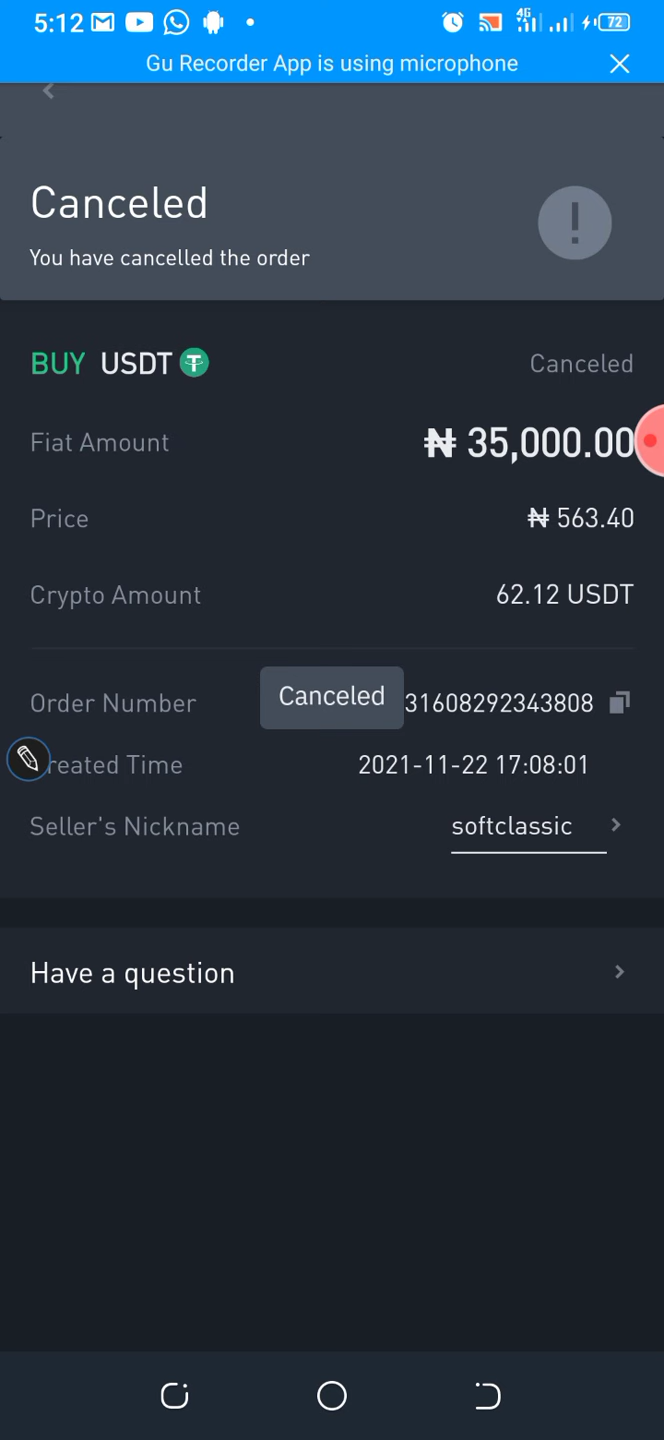 5:12
4G
72
Gu Recorder App is using microphone
Canceled
You have cancelled the order
BUY USDT Canceled
Fiat Amount ₦ 35,000.00
Price ₦ 563.40
Crypto Amount 62.12 USDT
Order Number 31608292343808
Canceled
reated Time 2021-11-22 17:08:01
Seller's Nickname softclassic
Have a question